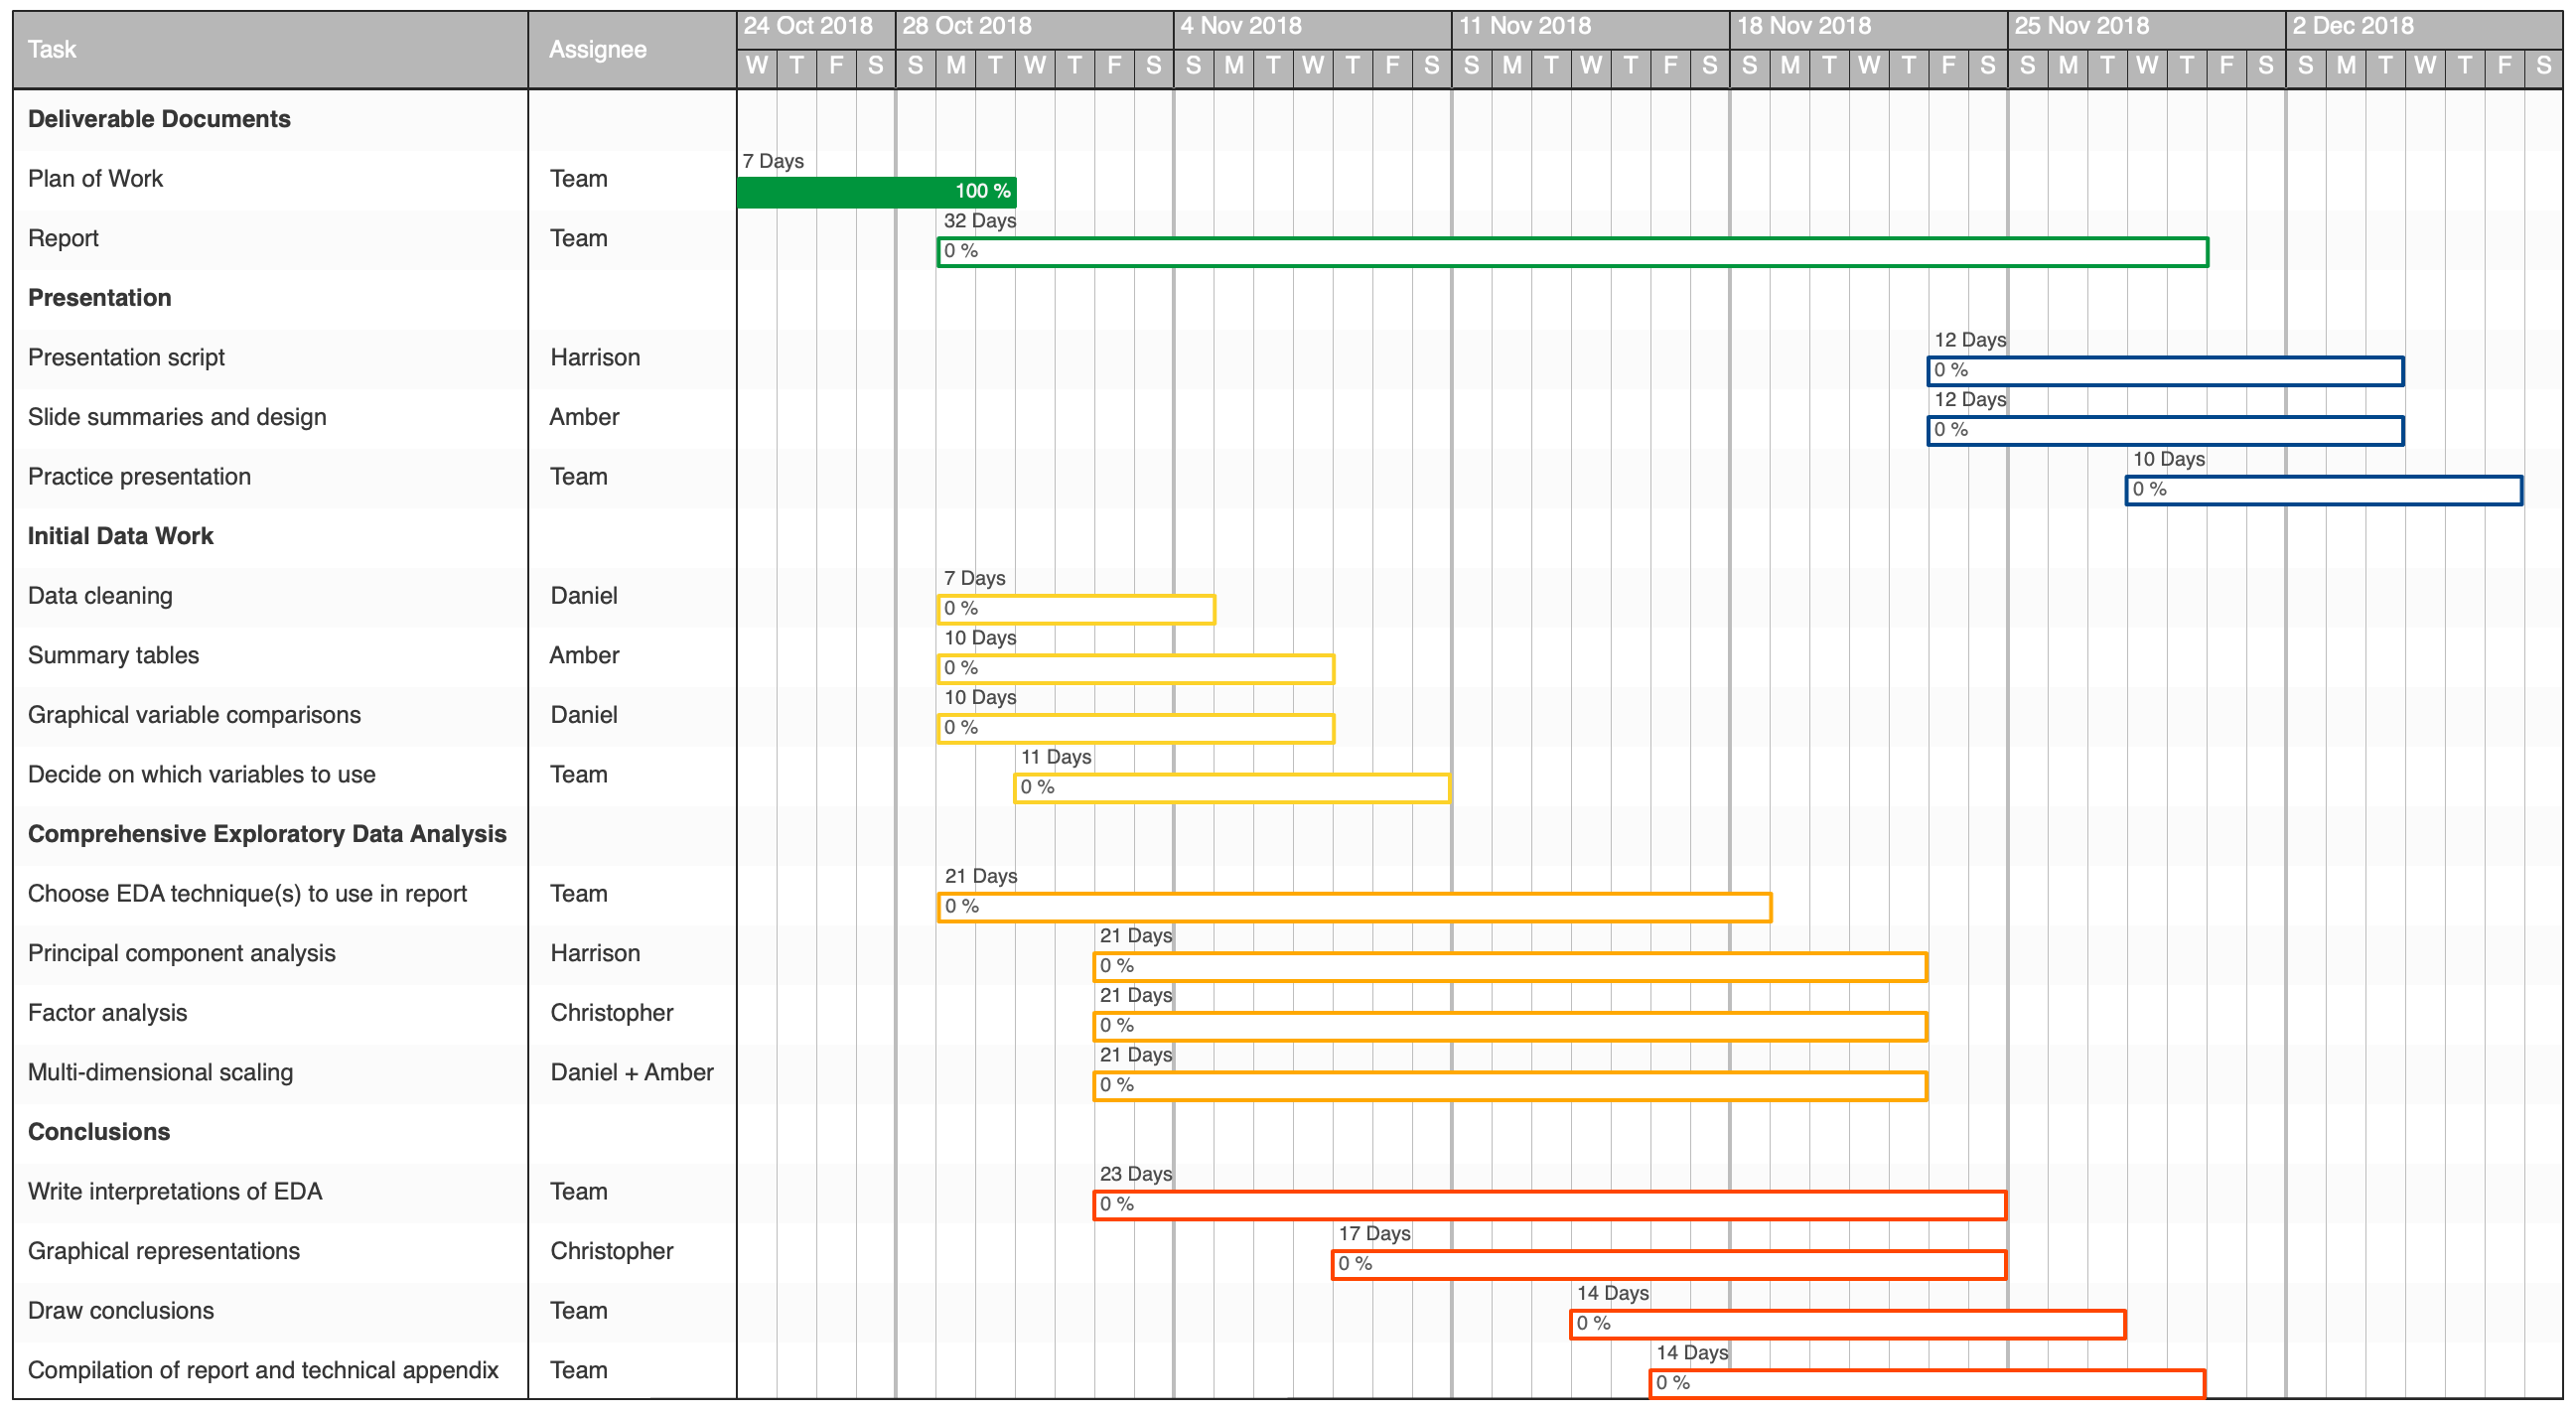 Task Assignee 24 Oct 2018 28 Oct 2018 4 Nov 2018 11 Nov 2018 18 Nov 2018 25 Nov 2018 2 Dec 2018
W T F S S M T W T F S S M T W T F S S M T W T F S S M T W T F S S M T W T F S S M T W T F S
Deliverable Documents
7 Days
Plan of Work Team 100 %
32 Days
Report Team 0 %
Presentation
12 Days
Presentation script Harrison 0 %
12 Days
Slide summaries and design Amber 0 %
10 Days
Practice presentation Team 0 %
Initial Data Work
7 Days
Data cleaning Daniel 0 %
10 Days
Summary tables Amber 0 %
10 Days
Graphical variable comparisons Daniel 0 %
11 Days
Decide on which variables to use Team 0 %
Comprehensive Exploratory Data Analysis
21 Days
Choose EDA technique(s) to use in report Team 0 %
21 Days
Principal component analysis Harrison 0 %
21 Days
Factor analysis Christopher 0 %
21 Days
Multi-dimensional scaling Daniel + Amber 0 %
Conclusions
23 Days
Write interpretations of EDA Team 0 %
17 Days
Graphical representations Christopher 0 %
14 Days
Draw conclusions Team 0 %
14 Days
Compilation of report and technical appendix Team 0 %